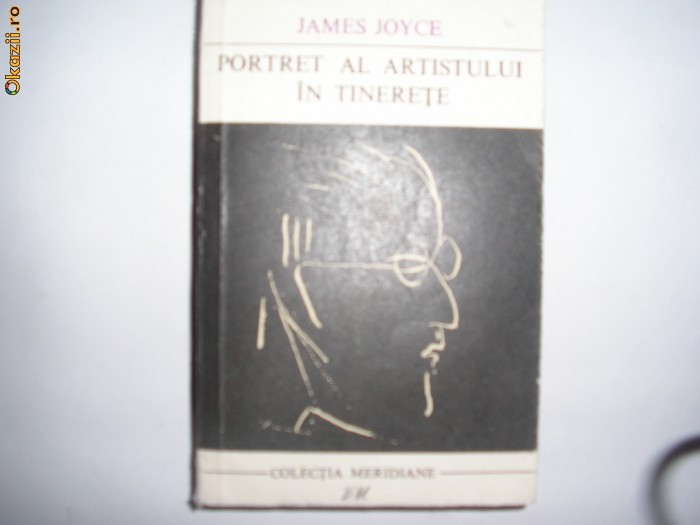 Okazii.ro
JAMES JOYCE
PORTRET AL ARTISTULUI
ÎN TINEREȚE
COLECȚIA MERIDIANE